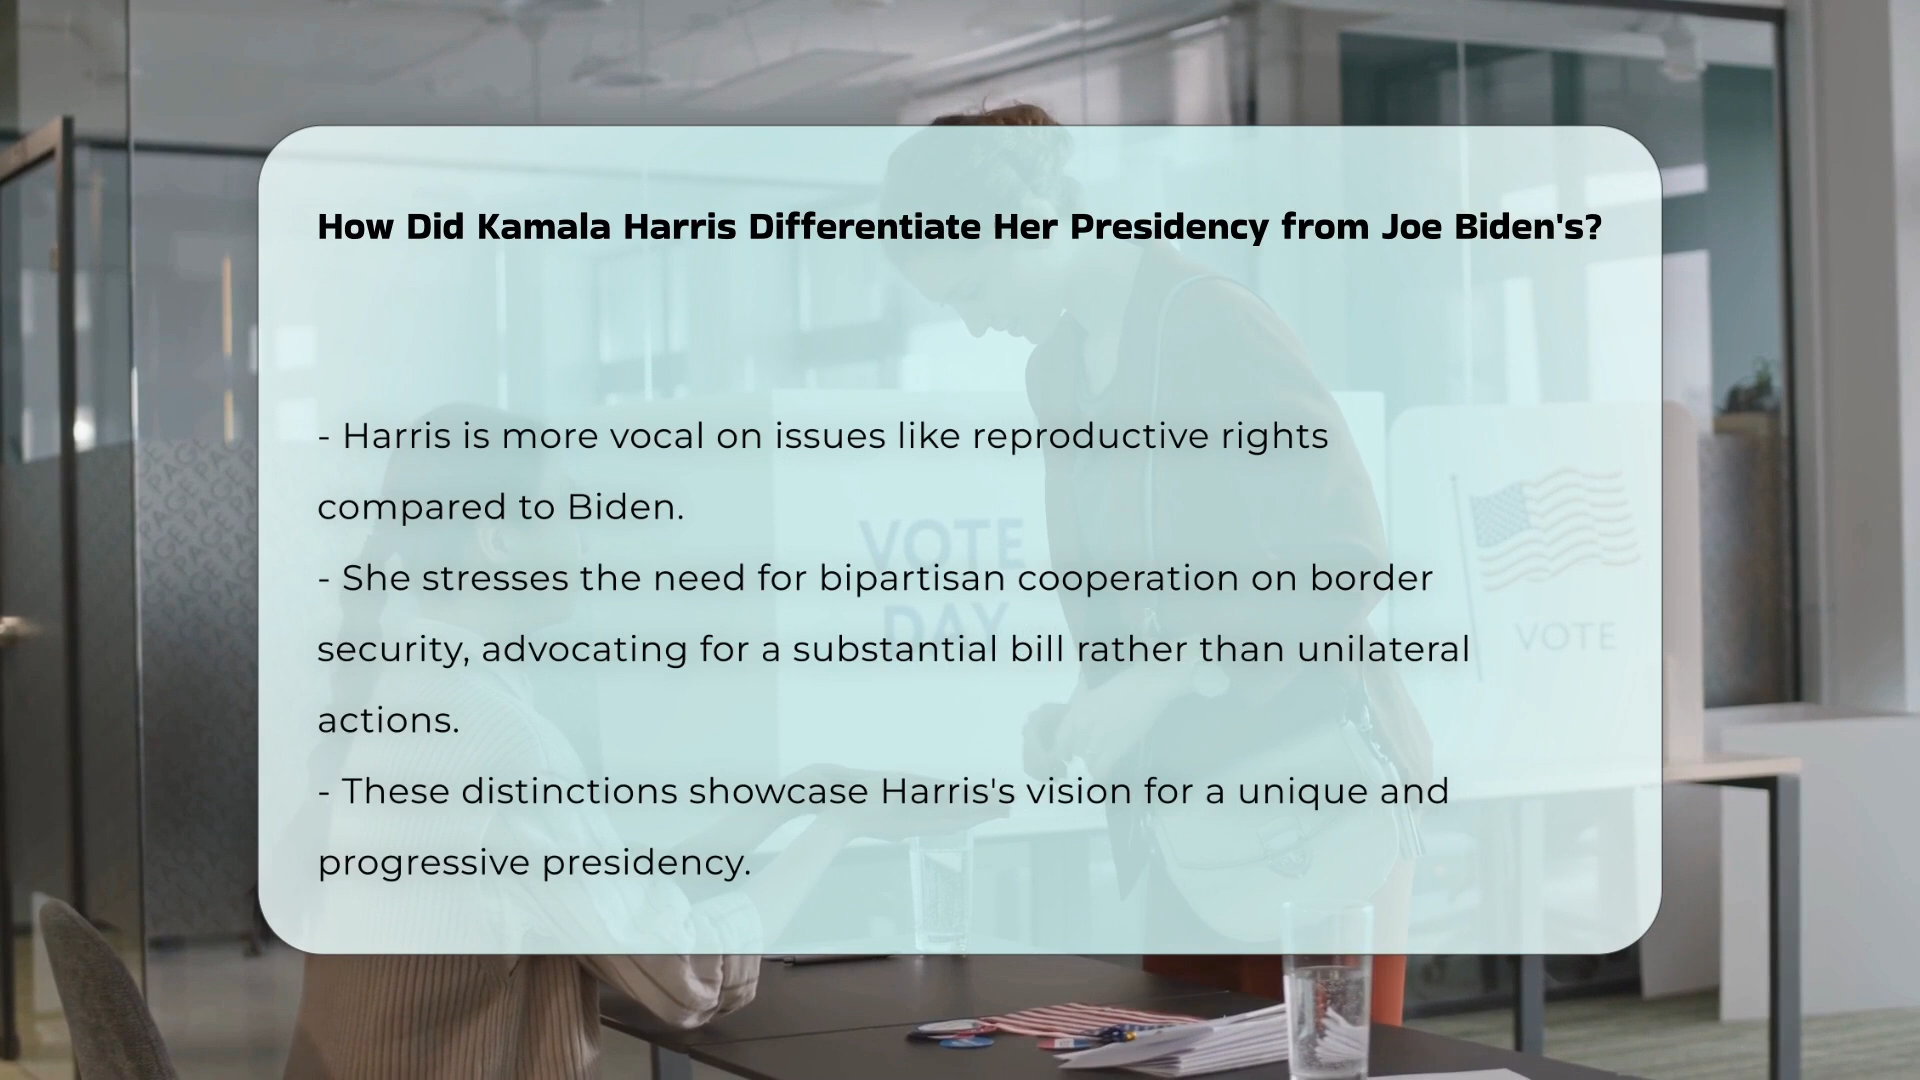 How Did Kamala Harris Differentiate Her Presidency from Joe Biden's?
- Harris is more vocal on issues like reproductive rights
compared to Biden.
- She stresses the need for bipartisan cooperation on border
security, advocating for a substantial bill rather than unilateral
actions.
- These distinctions showcase Harris's vision for a unique and
progressive presidency.
VOTE
DAY
VOTE